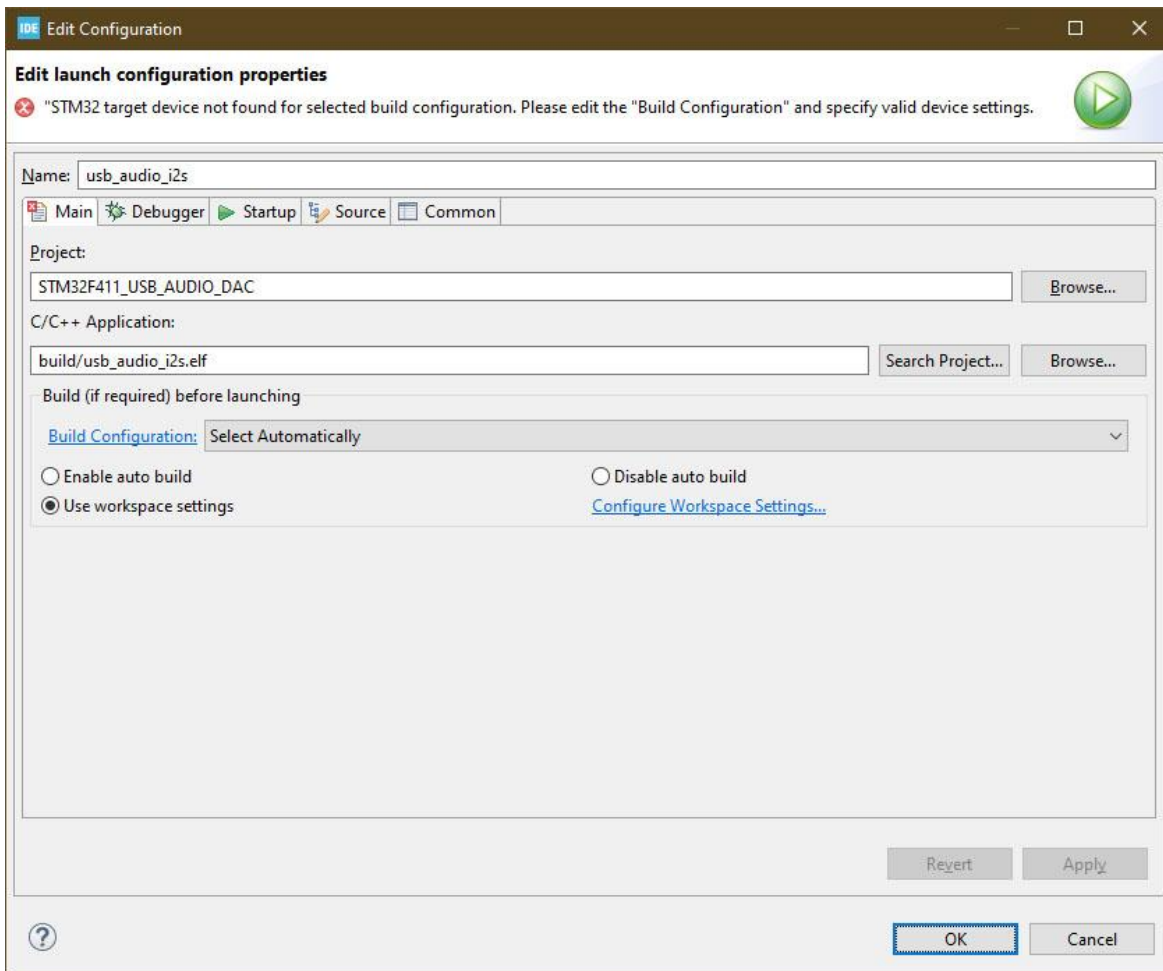 IDE Edit Configuration
Edit launch configuration properties
"STM32 target device not found for selected build configuration. Please edit the "Build Configuration" and specify valid device settings.
Name: usb_audio_i2s
Main Debugger Startup Source Common
Project:
STM32F411_USB_AUDIO_DAC Browse...
C/C++ Application:
build/usb_audio_i2s.elf Search Project... Browse...
Build (if required) before launching
Build Configuration: Select Automatically
Enable auto build Disable auto build
Use workspace settings Configure Workspace Settings...
Revert Apply
? OK Cancel